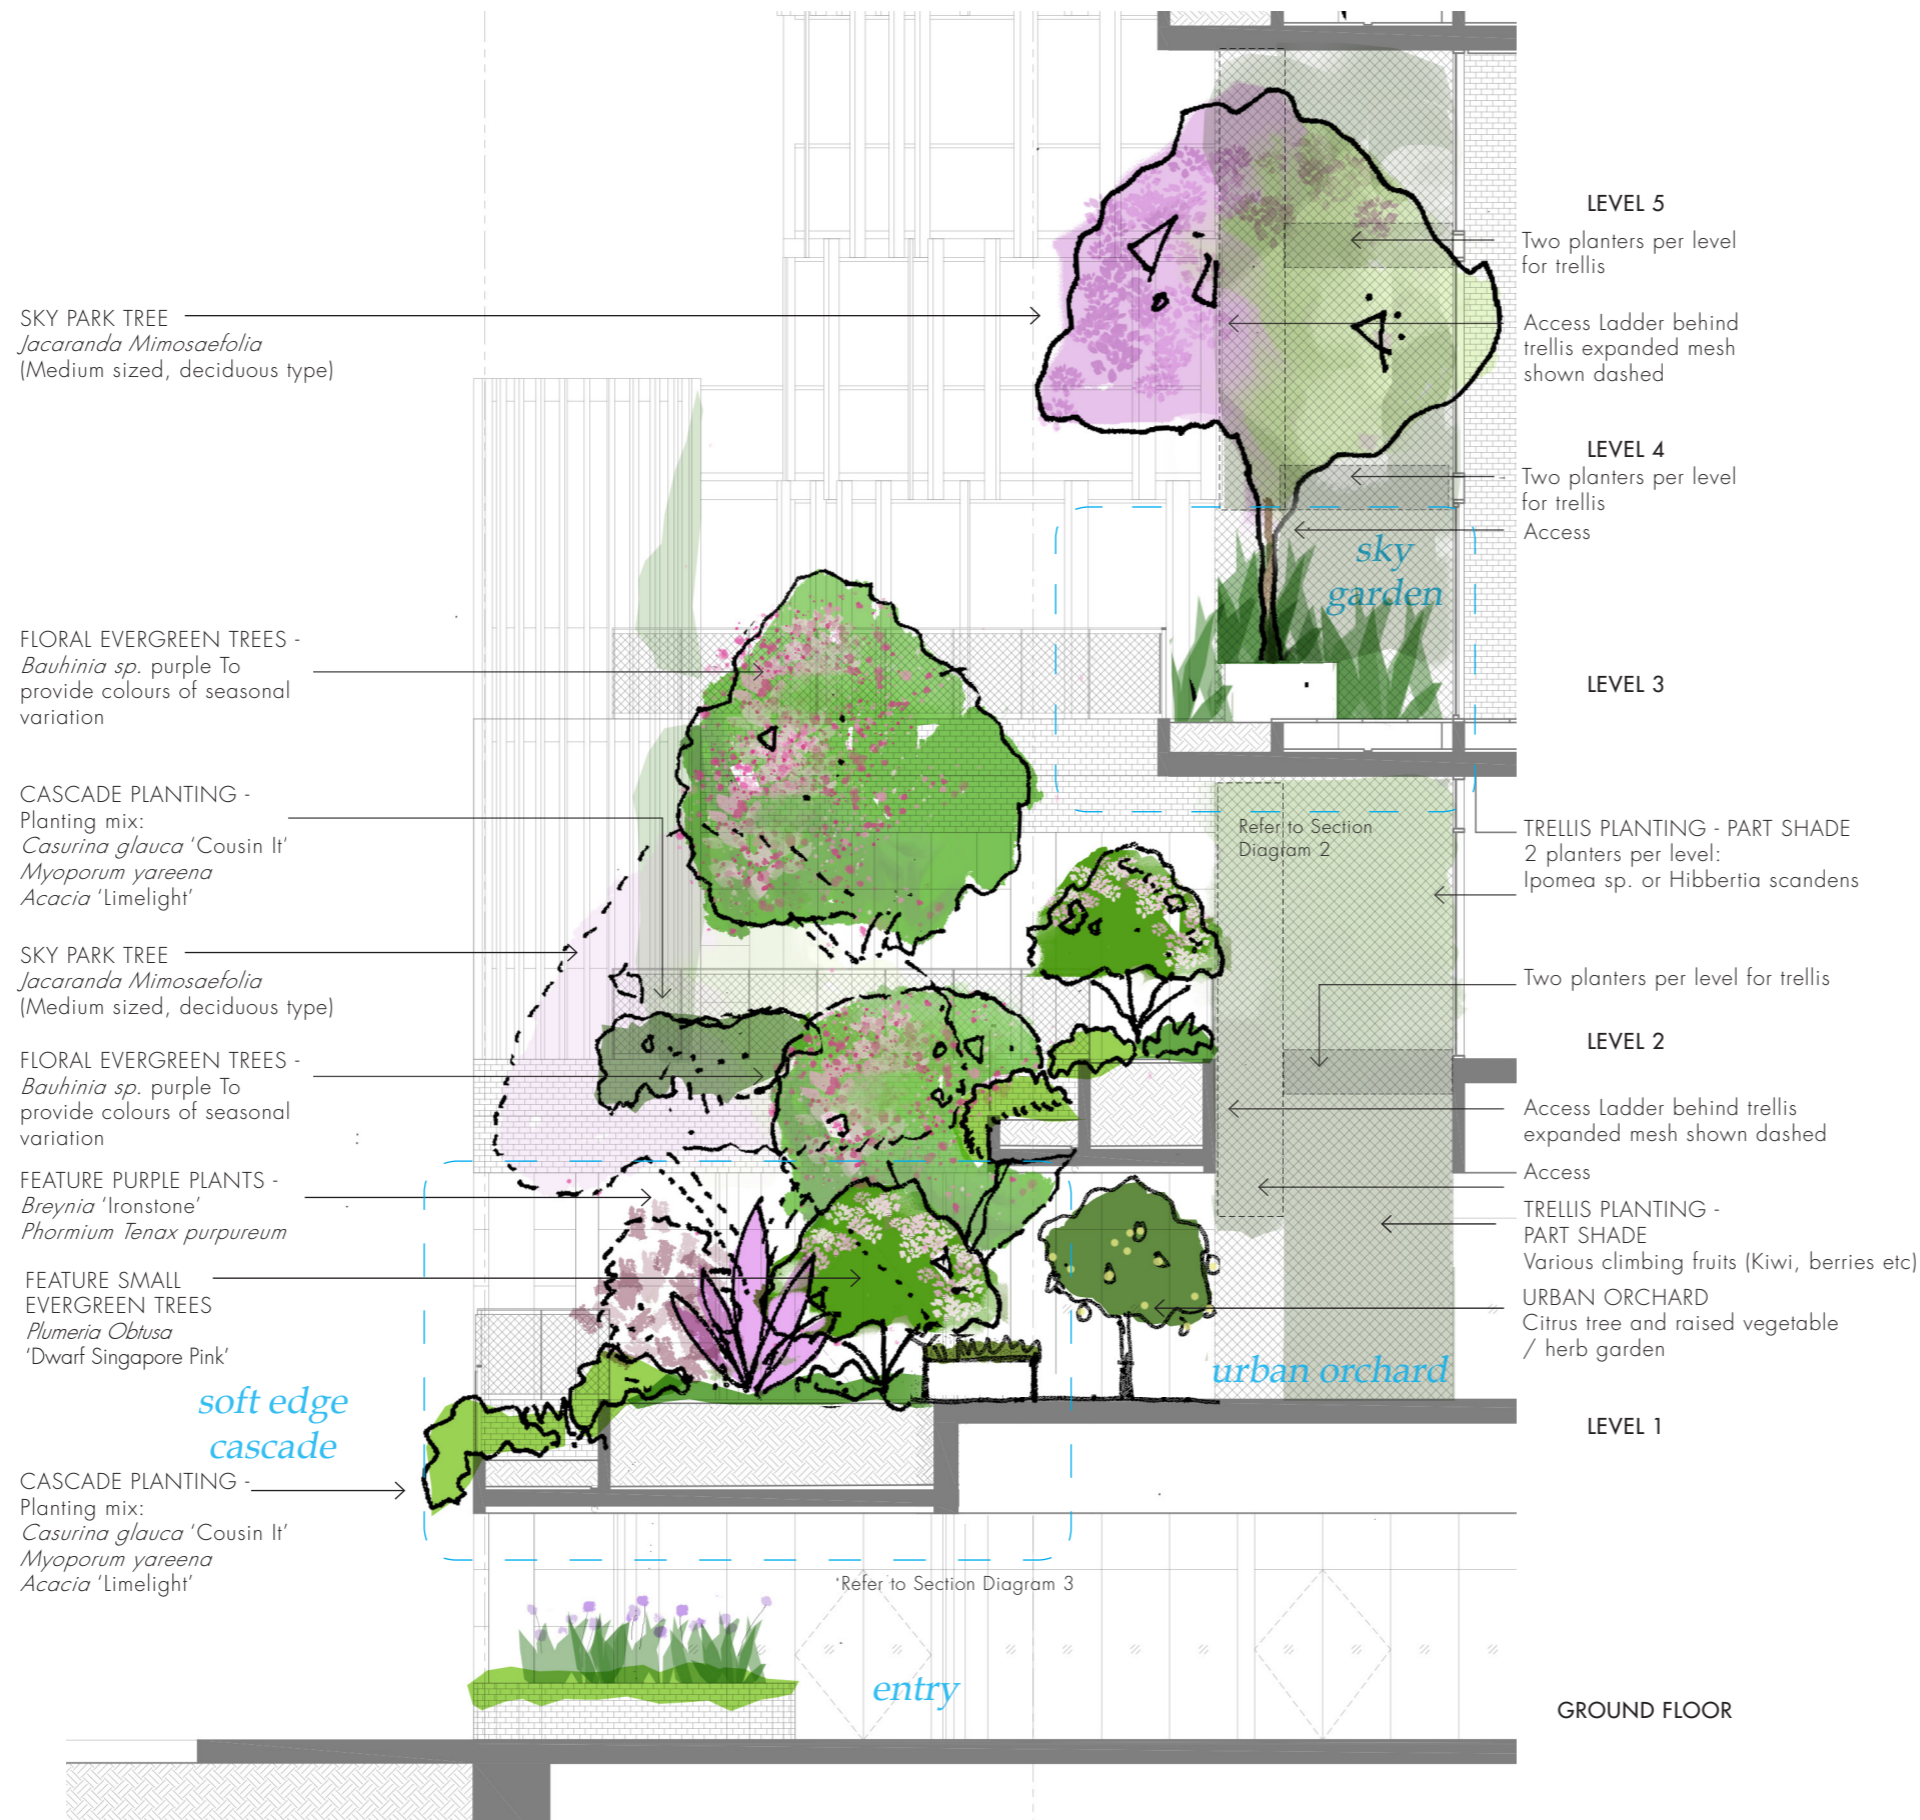 SKY PARK TREE
Jacaranda Mimosaefolia
(Medium sized, deciduous type)
FLORAL EVERGREEN TREES -
Bauhinia sp. purple To
provide colours of seasonal
variation
CASCADE PLANTING -
Planting mix:
Casurina glauca ‘Cousin It’
Myoporum yareena
Acacia ‘Limelight’
SKY PARK TREE
Jacaranda Mimosaefolia
(Medium sized, deciduous type)
FLORAL EVERGREEN TREES -
Bauhinia sp. purple To
provide colours of seasonal
variation
FEATURE PURPLE PLANTS -
Breynia ‘Ironstone’
Phormium Tenax purpureum
FEATURE SMALL
EVERGREEN TREES
Plumeria Obtusa
‘Dwarf Singapore Pink’
soft edge
cascade
CASCADE PLANTING -
Planting mix:
Casurina glauca ‘Cousin It’
Myoporum yareena
Acacia ‘Limelight’
sky
garden
Refer to Section
Diagram 2
urban orchard
‘Refer to Section Diagram 3
entry
LEVEL 5
Two planters per level
for trellis
Access Ladder behind
trellis expanded mesh
shown dashed
LEVEL 4
Two planters per level
for trellis
Access
LEVEL 3
TRELLIS PLANTING - PART SHADE
2 planters per level:
Ipomea sp. or Hibbertia scandens
Two planters per level for trellis
LEVEL 2
Access Ladder behind trellis
expanded mesh shown dashed
Access
TRELLIS PLANTING -
PART SHADE
Various climbing fruits (Kiwi, berries etc)
URBAN ORCHARD
Citrus tree and raised vegetable
/ herb garden
LEVEL 1
GROUND FLOOR